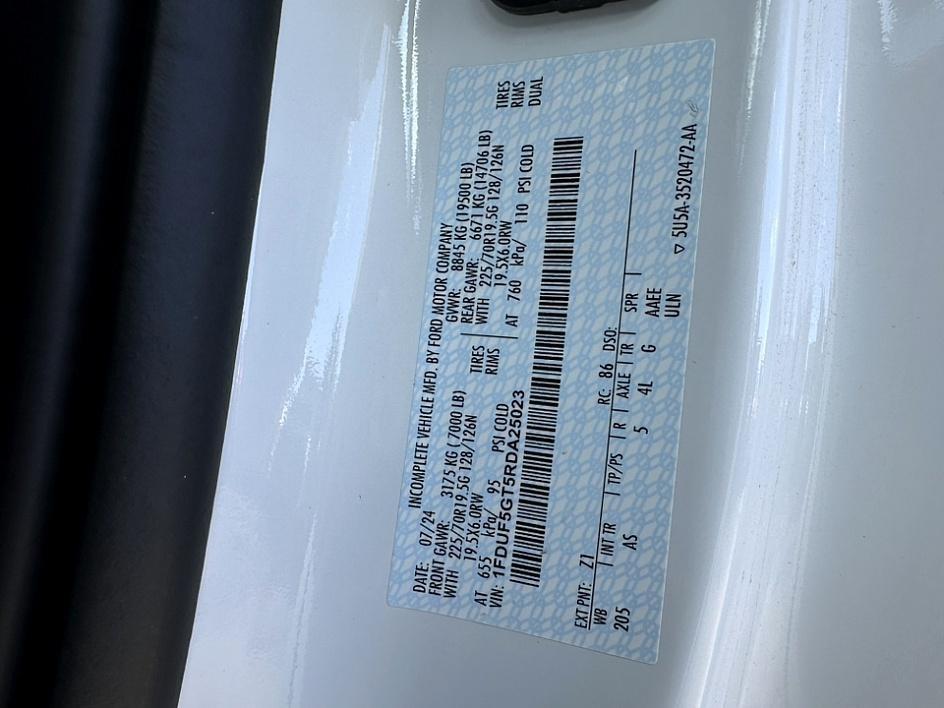 DATE: 07/24 INCOMPLETE VEHICLE MFD. BY FORD MOTOR COMPANY
GVWR: 8845 KG (19500 LB)
FRONT GAWR: 3175 KG ( 7000 LB) REAR GAWR: 6671 KG (14706 LB)
WITH 225/70R19.5G 128/126N TIRES WITH 225/70R19.5G 128/126N TIRES
19.5X6.0RW RIMS 19.5X6.0RW RIMS
AT 655 kPa/ 95 PSI COLD AT 760 kPa/ 110 PSI COLD DUAL
VIN: 1FDUF5GT5RDA25023
EXT PNT: Z1 RC: 86 DSO:
WB INT TR TP/PS R AXLE TR SPR
205 AS 5 4L G AAEE
ULN
▽ 5U5A-3520472-AA